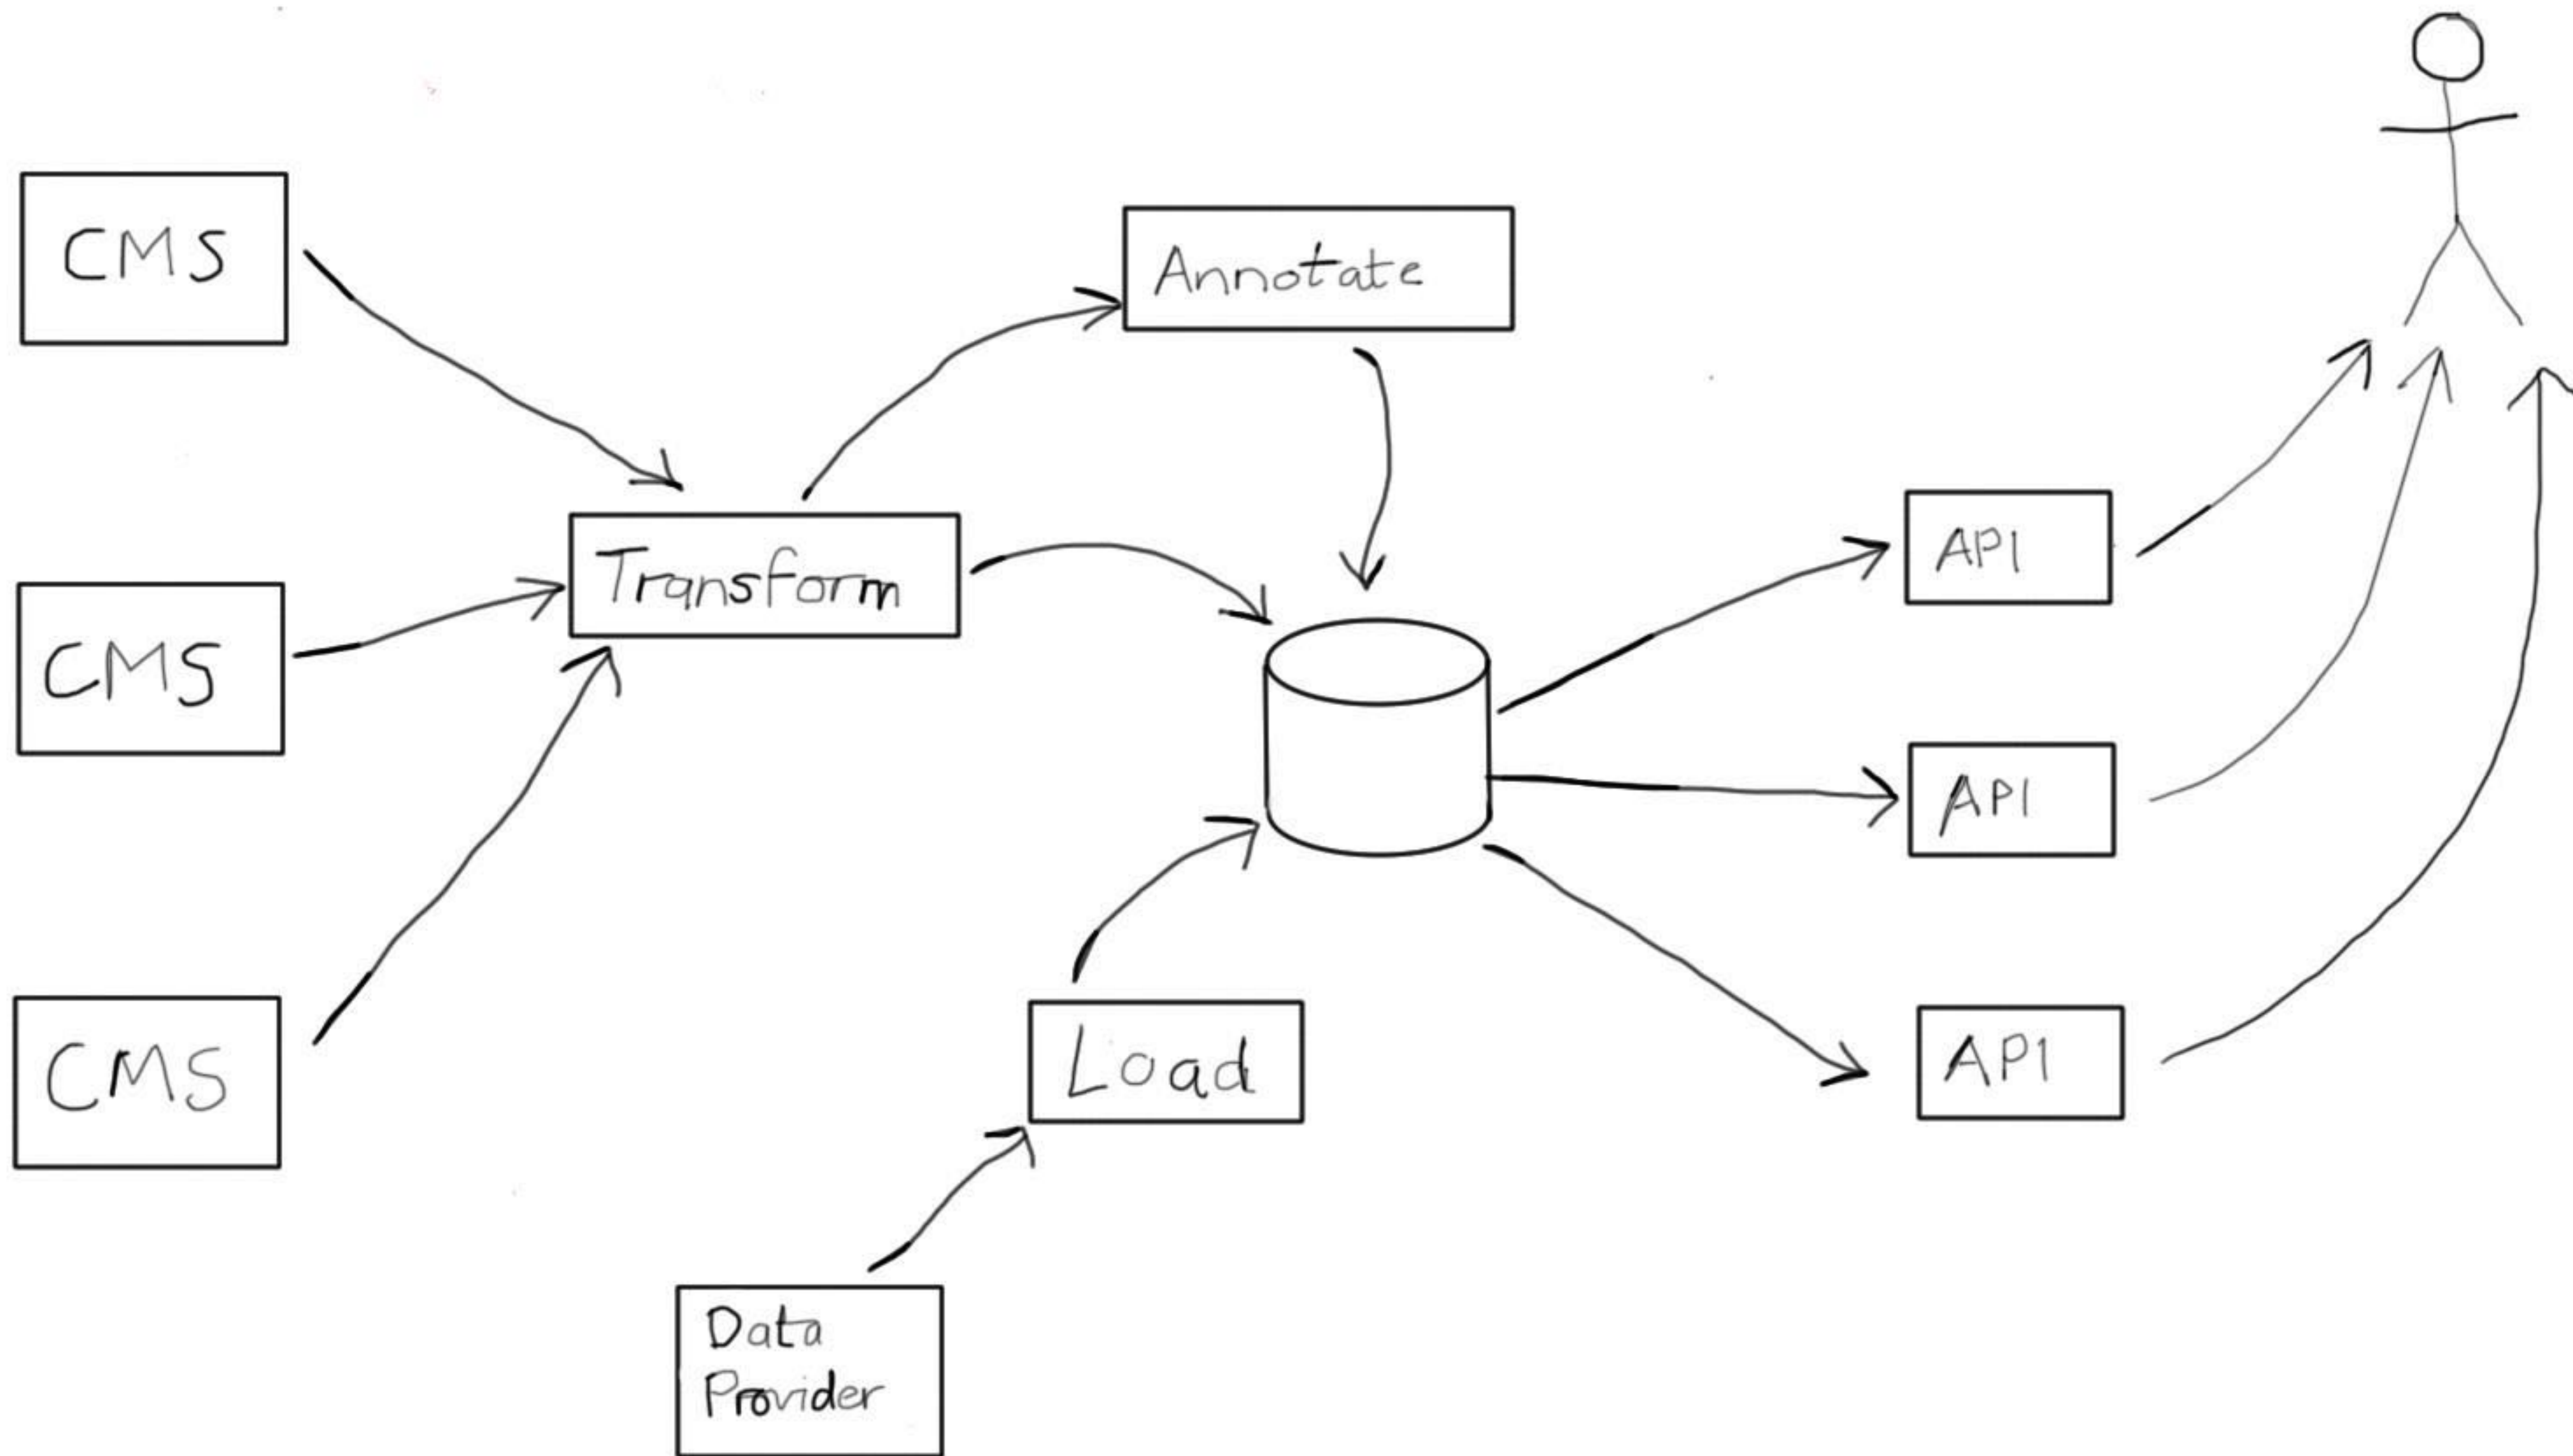 CMS
Annotate
Transform
API
CMS
API
CMS
Load
API
Data
Provider